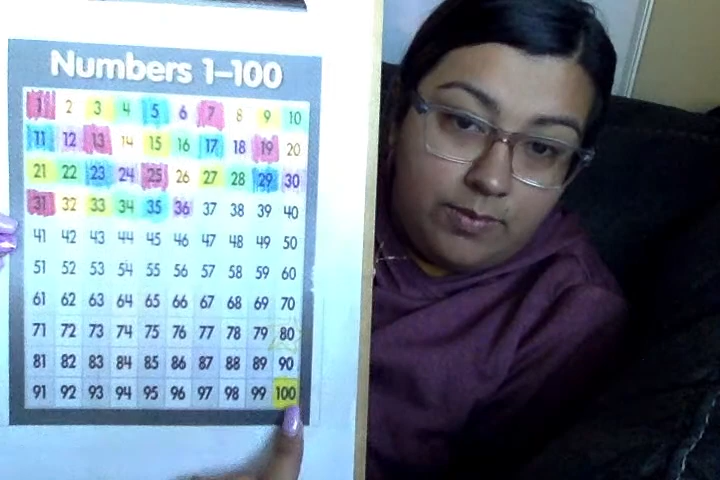 Numbers 1–100
1 2 3 4 5 6 7 8 9 10
11 12 13 14 15 16 17 18 19 20
21 22 23 24 25 26 27 28 29 30
31 32 33 34 35 36 37 38 39 40
41 42 43 44 45 46 47 48 49 50
51 52 53 54 55 56 57 58 59 60
61 62 63 64 65 66 67 68 69 70
71 72 73 74 75 76 77 78 79 80
81 82 83 84 85 86 87 88 89 90
91 92 93 94 95 96 97 98 99 100